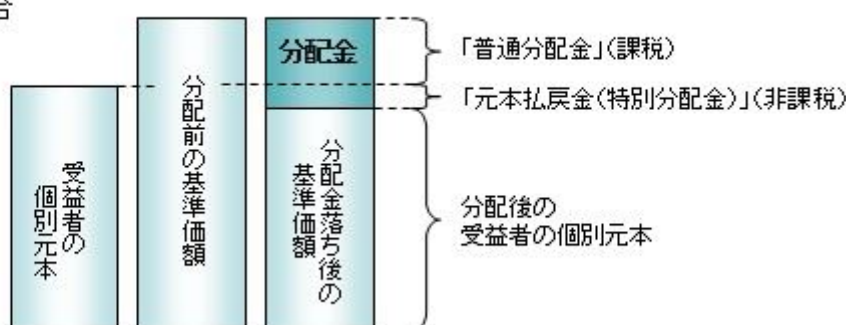 受益者の
個別元本
分配前の基準価額
分配金
分配金落ち後の
基準価額
「普通分配金」(課税)
「元本払戻金(特別分配金)」(非課税)
分配後の
受益者の個別元本